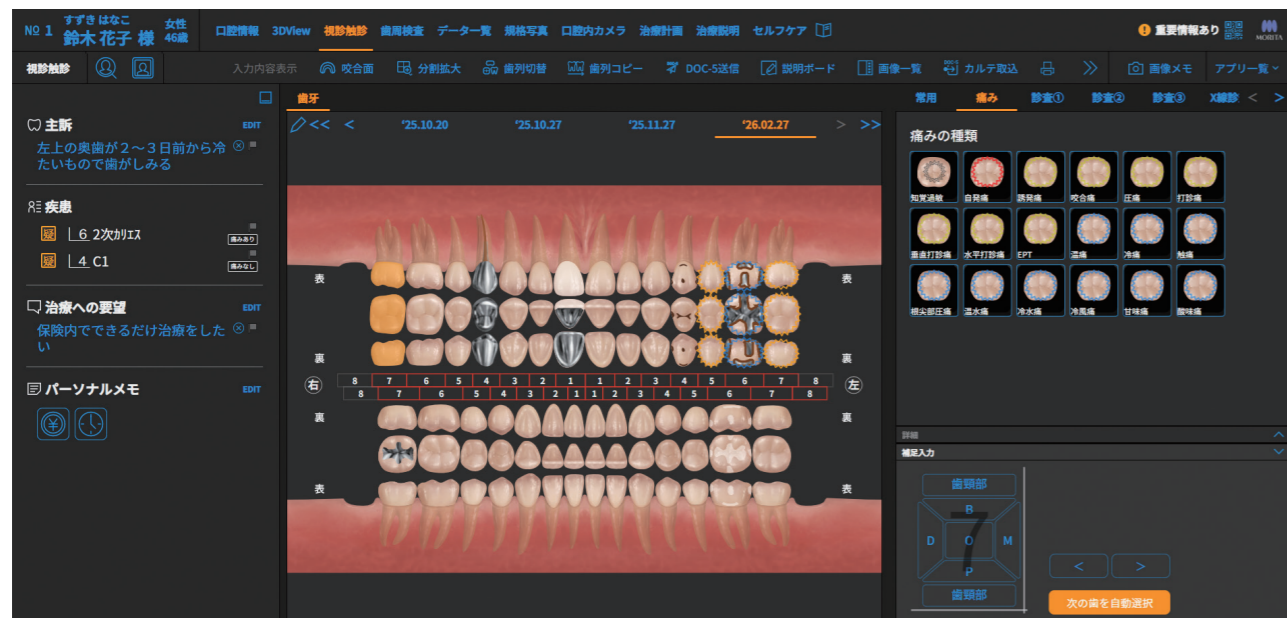 № 1 すずき はなこ 鈴木 花子 様 女性 46歳
口腔情報 3DView 視診触診 歯周検査 データ一覧 規格写真 口腔内カメラ 治療計画 治療説明 セルフケア
重要情報あり MORITA
視診触診 入力内容表示 咬合面 分割拡大 歯列切替 歯列コピー DOC-5送信 説明ボード 画像一覧 カルテ取込 画像メモ アプリ一覧
主訴 EDIT
左上の奥歯が2～3日前から冷
たいもので歯がしみる
疾患
疑 6 2次カリエス 痛みあり
疑 4 C1 痛みなし
治療への要望 EDIT
保険内でできるだけ治療をした
い
パーソナルメモ EDIT
歯牙
<< < '25.10.20 '25.10.27 '25.11.27 '26.02.27 > >>
表 表
裏 裏
右 8 7 6 5 4 3 2 1 1 2 3 4 5 6 7 8 左
8 7 6 5 4 3 2 1 1 2 3 4 5 6 7 8
裏 裏
表 表
常用 痛み 診査① 診査② 診査③ X線診 < >
痛みの種類
知覚過敏 自発痛 誘発痛 咬合痛 圧痛 打診痛
垂直打診痛 水平打診痛 EPT 温痛 冷痛 触痛
根尖部圧痛 温水痛 冷水痛 冷風痛 甘味痛 酸味痛
詳細
補足入力
歯頸部
B
D O M
7
P
歯頸部
< >
次の歯を自動選択